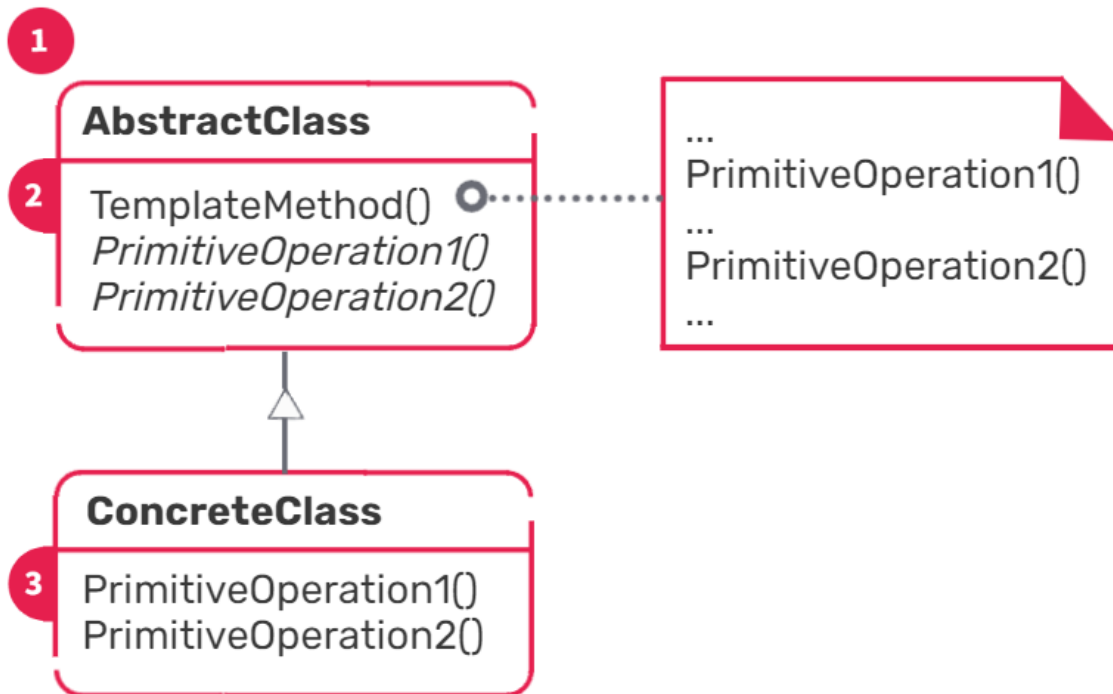 1
AbstractClass
2
TemplateMethod()
PrimitiveOperation1()
PrimitiveOperation2()
...
PrimitiveOperation1()
...
PrimitiveOperation2()
...
ConcreteClass
3
PrimitiveOperation1()
PrimitiveOperation2()